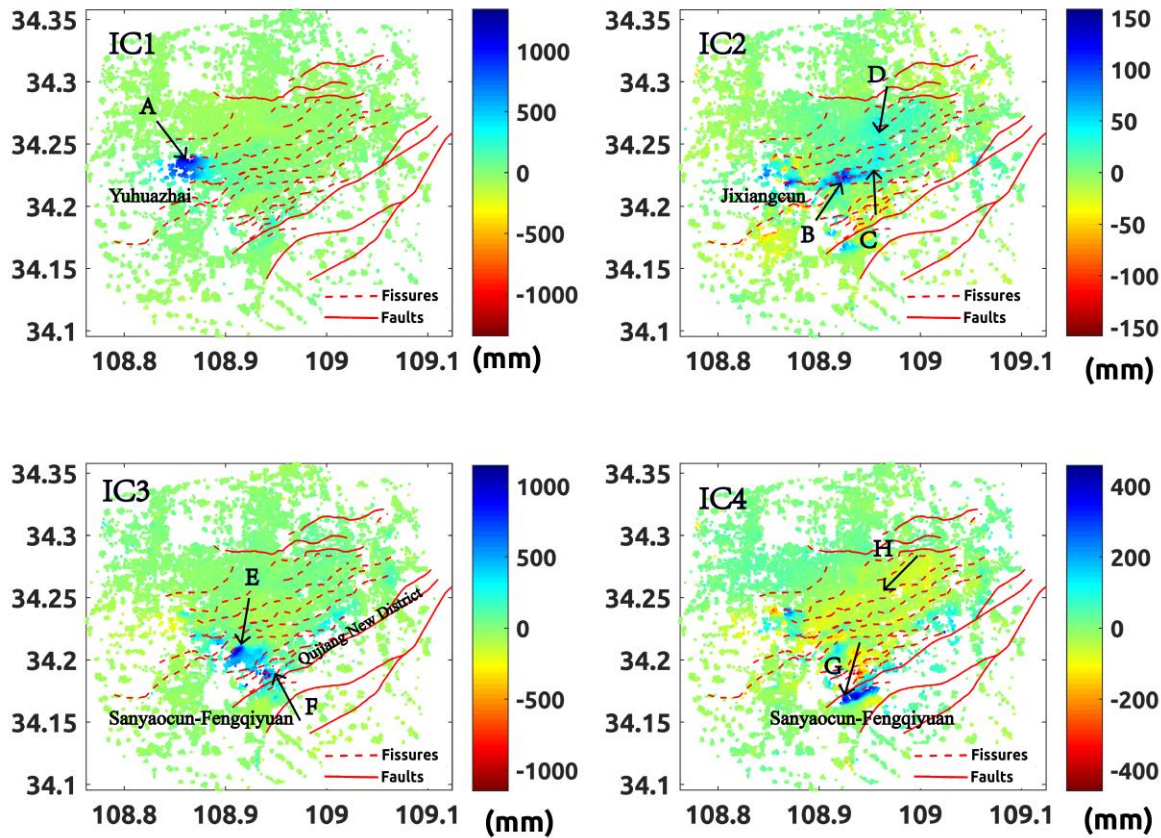 34.35
34.3
34.25
34.2
34.15
34.1
IC1
A
Yuhuazhai
Fissures
Faults
108.8 108.9 109 109.1
1000
500
0
-500
-1000
(mm)
34.35
34.3
34.25
34.2
34.15
34.1
IC2
D
Jixiangcun
B
C
Fissures
Faults
108.8 108.9 109 109.1
150
100
50
0
-50
-100
-150
(mm)
34.35
34.3
34.25
34.2
34.15
34.1
IC3
E
Qujiang New District
F
Sanyaocun-Fengqiyuan
Fissures
Faults
108.8 108.9 109 109.1
1000
500
0
-500
-1000
(mm)
34.35
34.3
34.25
34.2
34.15
34.1
IC4
H
G
Sanyaocun-Fengqiyuan
Fissures
Faults
108.8 108.9 109 109.1
400
200
0
-200
-400
(mm)